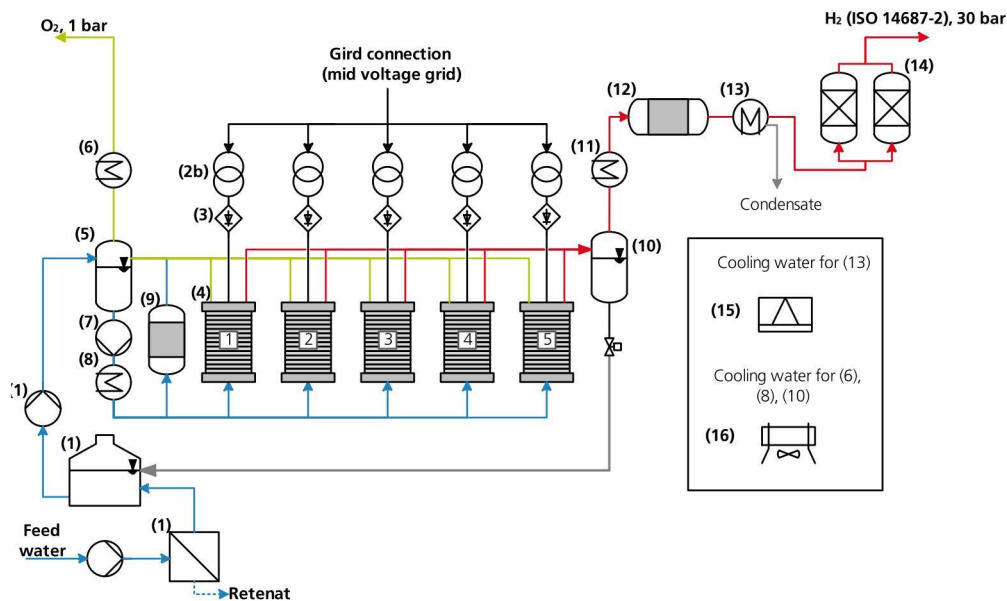 O₂, 1 bar
H₂ (ISO 14687-2), 30 bar
Gird connection
(mid voltage grid)
(12)
(13)
(14)
(6)
(2b)
(11)
(3)
Condensate
(5)
(10)
(4)
(9)
(7)
(8)
1
2
3
4
5
Cooling water for (13)
(15)
Cooling water for (6),
(8), (10)
(16)
(1)
(1)
Feed
water
(1)
Retenat